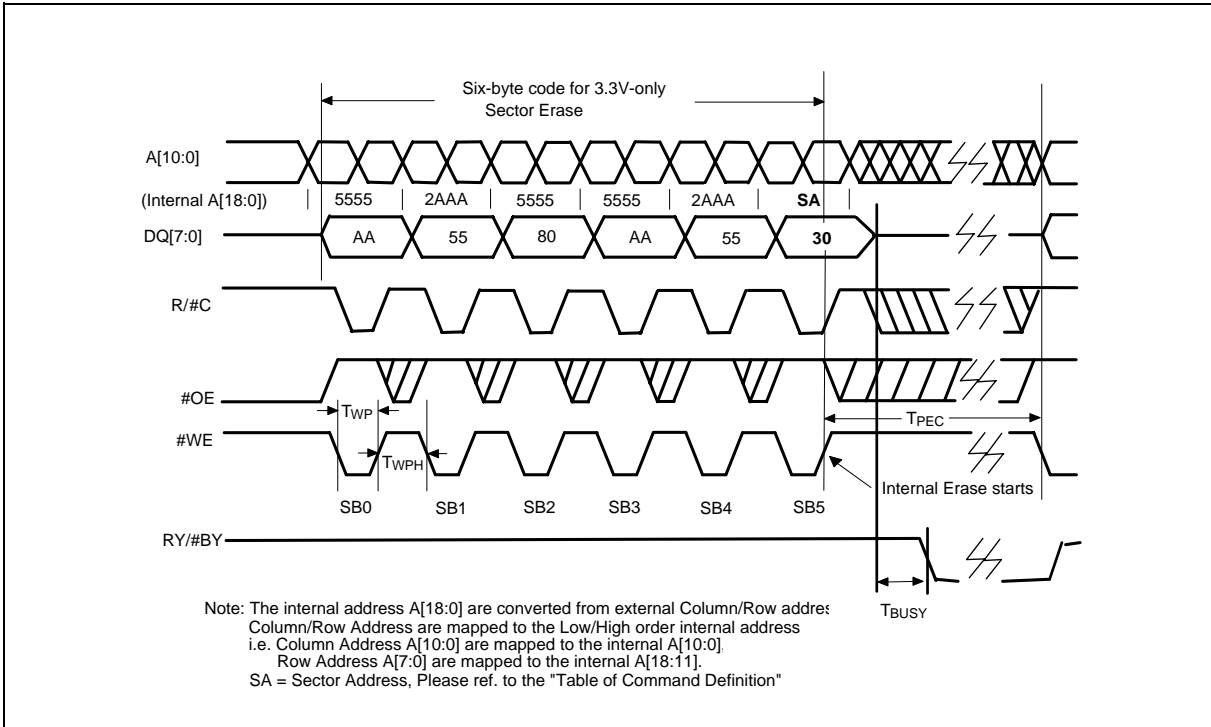 Six-byte code for 3.3V-only
Sector Erase
A[10:0]
(Internal A[18:0])
5555 2AAA 5555 5555 2AAA SA
DQ[7:0]
AA 55 80 AA 55 30
R/#C
#OE
TWP
TPEC
#WE
TWPH
Internal Erase starts
SB0 SB1 SB2 SB3 SB4 SB5
RY/#BY
TBUSY
Note: The internal address A[18:0] are converted from external Column/Row addres
Column/Row Address are mapped to the Low/High order internal address
i.e. Column Address A[10:0] are mapped to the internal A[10:0],
Row Address A[7:0] are mapped to the internal A[18:11].
SA = Sector Address, Please ref. to the "Table of Command Definition"